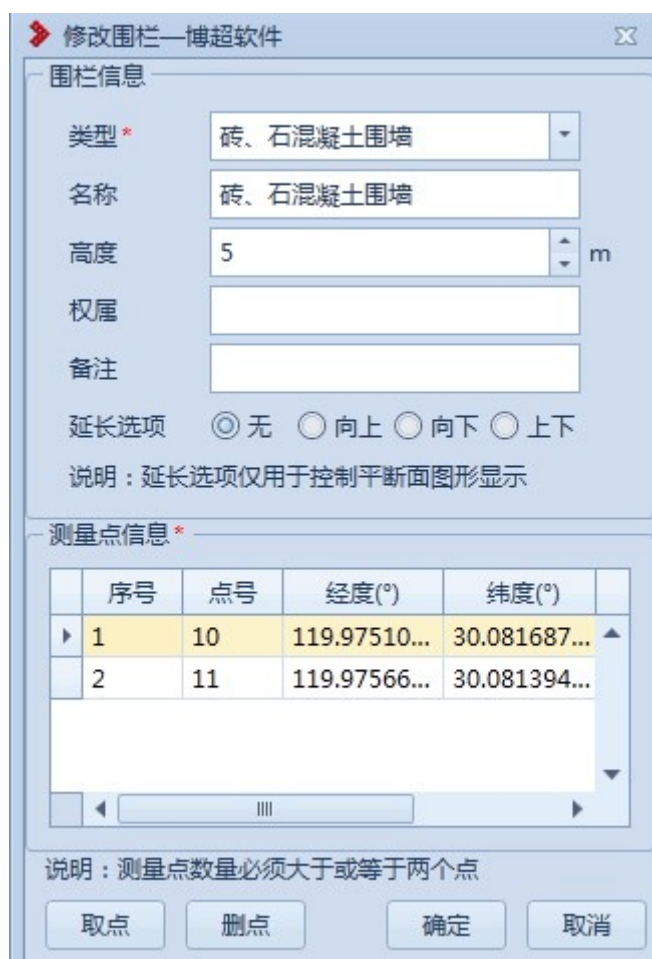 修改围栏—博超软件
围栏信息
类型* 砖、石混凝土围墙
名称 砖、石混凝土围墙
高度 5 m
权属
备注
延长选项 无 向上 向下 上下
说明：延长选项仅用于控制平断面图形显示
测量点信息*
序号 点号 经度(°) 纬度(°)
1 10 119.97510... 30.081687...
2 11 119.97566... 30.081394...
说明：测量点数量必须大于或等于两个点
取点 删点 确定 取消